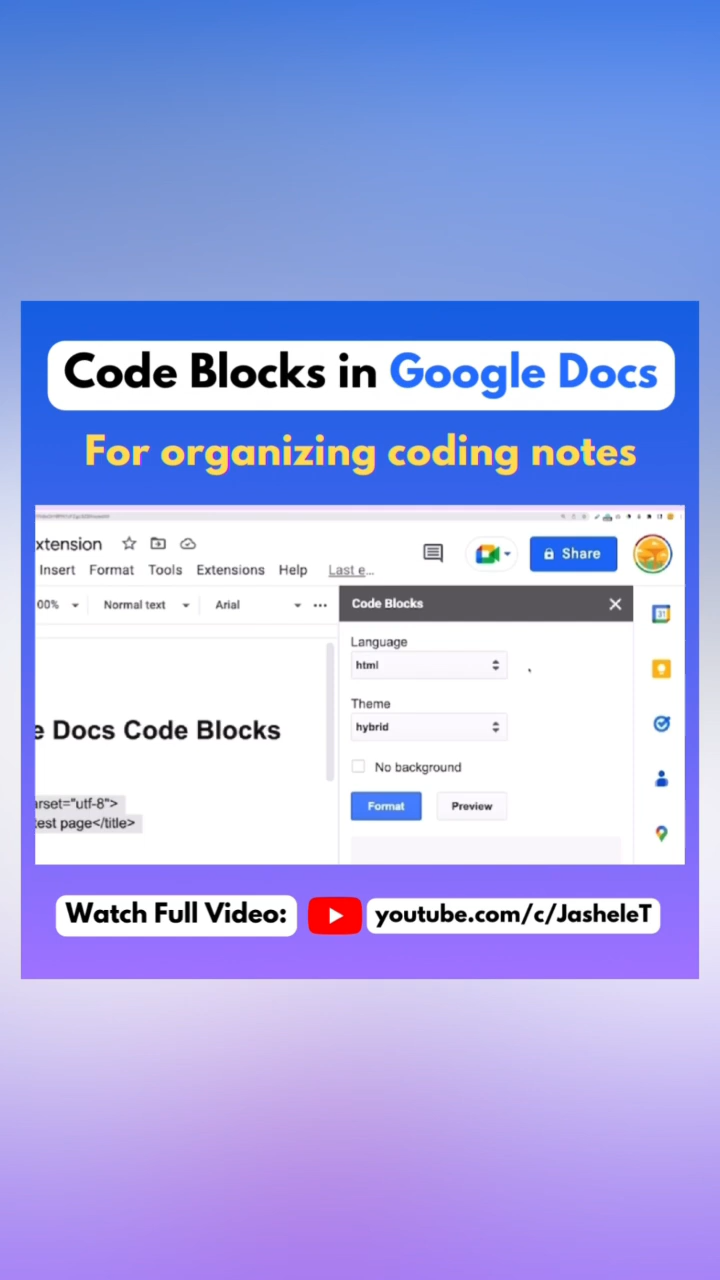 Code Blocks in Google Docs
For organizing coding notes
xtension
Share
Insert Format Tools Extensions Help Last e...
00% Normal text Arial
Code Blocks
Language
html
Theme
hybrid
No background
Format Preview
e Docs Code Blocks
arset="utf-8">
test page</title>
31
Watch Full Video: youtube.com/c/JasheleT